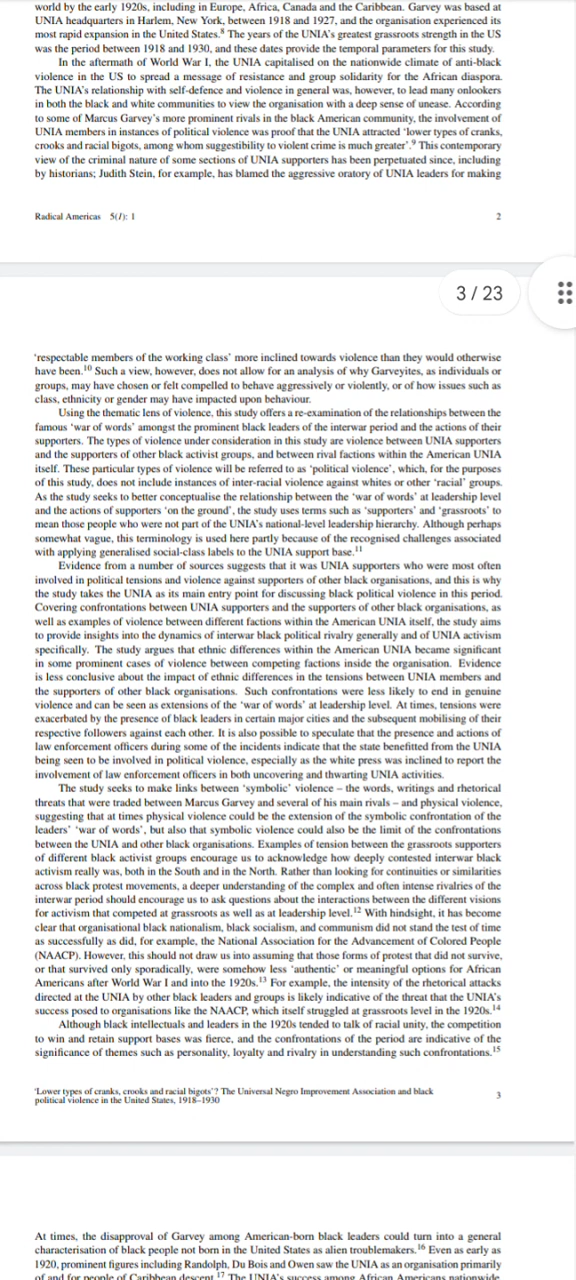 world by the early 1920s, including in Europe, Africa, Canada and the Caribbean. Garvey was based at
UNIA headquarters in Harlem, New York, between 1918 and 1927, and the organisation experienced its
most rapid expansion in the United States.8 The years of the UNIA's greatest grassroots strength in the US
was the period between 1918 and 1930, and these dates provide the temporal parameters for this study.
In the aftermath of World War I, the UNIA capitalised on the nationwide climate of anti-black
violence in the US to spread a message of resistance and group solidarity for the African diaspora.
The UNIA's relationship with self-defence and violence in general was, however, to lead many onlookers
in both the black and white communities to view the organisation with a deep sense of unease. According
to some of Marcus Garvey's more prominent rivals in the black American community, the involvement of
UNIA members in instances of political violence was proof that the UNIA attracted 'lower types of cranks,
crooks and racial bigots, among whom suggestibility to violent crime is much greater'.9 This contemporary
view of the criminal nature of some sections of UNIA supporters has been perpetuated since, including
by historians; Judith Stein, for example, has blamed the aggressive oratory of UNIA leaders for making
Radical Americas 5(1): 1
2
3 / 23
'respectable members of the working class' more inclined towards violence than they would otherwise
have been.10 Such a view, however, does not allow for an analysis of why Garveyites, as individuals or
groups, may have chosen or felt compelled to behave aggressively or violently, or of how issues such as
class, ethnicity or gender may have impacted upon behaviour.
Using the thematic lens of violence, this study offers a re-examination of the relationships between the
famous 'war of words' amongst the prominent black leaders of the interwar period and the actions of their
supporters. The types of violence under consideration in this study are violence between UNIA supporters
and the supporters of other black activist groups, and between rival factions within the American UNIA
itself. These particular types of violence will be referred to as 'political violence', which, for the purposes
of this study, does not include instances of inter-racial violence against whites or other 'racial' groups.
As the study seeks to better conceptualise the relationship between the 'war of words' at leadership level
and the actions of supporters 'on the ground', the study uses terms such as 'supporters' and 'grassroots' to
mean those people who were not part of the UNIA's national-level leadership hierarchy. Although perhaps
somewhat vague, this terminology is used here partly because of the recognised challenges associated
with applying generalised social-class labels to the UNIA support base.11
Evidence from a number of sources suggests that it was UNIA supporters who were most often
involved in political tensions and violence against supporters of other black organisations, and this is why
the study takes the UNIA as its main entry point for discussing black political violence in this period.
Covering confrontations between UNIA supporters and the supporters of other black organisations, as
well as examples of violence between different factions within the American UNIA itself, the study aims
to provide insights into the dynamics of interwar black political rivalry generally and of UNIA activism
specifically. The study argues that ethnic differences within the American UNIA became significant
in some prominent cases of violence between competing factions inside the organisation. Evidence
is less conclusive about the impact of ethnic differences in the tensions between UNIA members and
the supporters of other black organisations. Such confrontations were less likely to end in genuine
violence and can be seen as extensions of the 'war of words' at leadership level. At times, tensions were
exacerbated by the presence of black leaders in certain major cities and the subsequent mobilising of their
respective followers against each other. It is also possible to speculate that the presence and actions of
law enforcement officers during some of the incidents indicate that the state benefitted from the UNIA
being seen to be involved in political violence, especially as the white press was inclined to report the
involvement of law enforcement officers in both uncovering and thwarting UNIA activities.
The study seeks to make links between 'symbolic' violence – the words, writings and rhetorical
threats that were traded between Marcus Garvey and several of his main rivals – and physical violence,
suggesting that at times physical violence could be the extension of the symbolic confrontation of the
leaders' 'war of words', but also that symbolic violence could also be the limit of the confrontations
between the UNIA and other black organisations. Examples of tension between the grassroots supporters
of different black activist groups encourage us to acknowledge how deeply contested interwar black
activism really was, both in the South and in the North. Rather than looking for continuities or similarities
across black protest movements, a deeper understanding of the complex and often intense rivalries of the
interwar period should encourage us to ask questions about the interactions between the different visions
for activism that competed at grassroots as well as at leadership level.12 With hindsight, it has become
clear that organisational black nationalism, black socialism, and communism did not stand the test of time
as successfully as did, for example, the National Association for the Advancement of Colored People
(NAACP). However, this should not draw us into assuming that those forms of protest that did not survive,
or that survived only sporadically, were somehow less 'authentic' or meaningful options for African
Americans after World War I and into the 1920s.13 For example, the intensity of the rhetorical attacks
directed at the UNIA by other black leaders and groups is likely indicative of the threat that the UNIA's
success posed to organisations like the NAACP, which itself struggled at grassroots level in the 1920s.14
Although black intellectuals and leaders in the 1920s tended to talk of racial unity, the competition
to win and retain support bases was fierce, and the confrontations of the period are indicative of the
significance of themes such as personality, loyalty and rivalry in understanding such confrontations.15
'Lower types of cranks, crooks and racial bigots'? The Universal Negro Improvement Association and black
political violence in the United States, 1918–1930
3
At times, the disapproval of Garvey among American-born black leaders could turn into a general
characterisation of black people not born in the United States as alien troublemakers.16 Even as early as
1920, prominent figures including Randolph, Du Bois and Owen saw the UNIA as an organisation primarily
of and for people of Caribbean descent.17 The UNIA's success among African Americans nationwide,